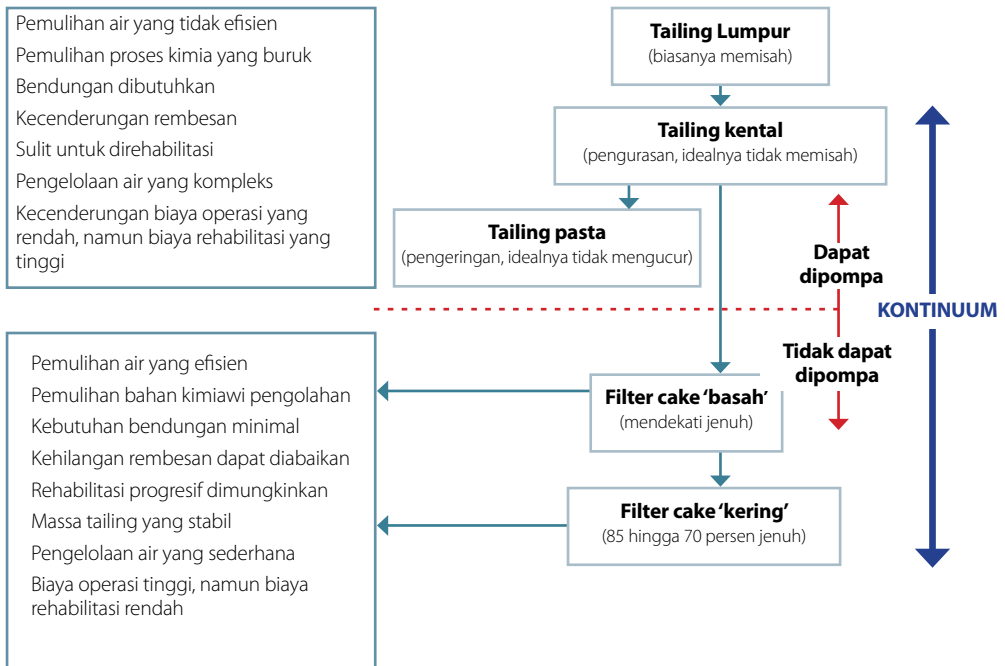 Pemulihan air yang tidak efisien
Pemulihan proses kimia yang buruk
Bendungan dibutuhkan
Kecenderungan rembesan
Sulit untuk direhabilitasi
Pengelolaan air yang kompleks
Kecenderungan biaya operasi yang
rendah, namun biaya rehabilitasi yang
tinggi
Tailing Lumpur
(biasanya memisah)
Tailing kental
(pengurasan, idealnya tidak memisah)
Tailing pasta
(pengeringan, idealnya tidak mengucur)
Dapat
dipompa
KONTINUUM
Tidak dapat
dipompa
Pemulihan air yang efisien
Pemulihan bahan kimiawi pengolahan
Kebutuhan bendungan minimal
Kehilangan rembesan dapat diabaikan
Rehabilitasi progresif dimungkinkan
Massa tailing yang stabil
Pengelolaan air yang sederhana
Biaya operasi tinggi, namun biaya
rehabilitasi rendah
Filter cake ‘basah’
(mendekati jenuh)
Filter cake ‘kering’
(85 hingga 70 persen jenuh)